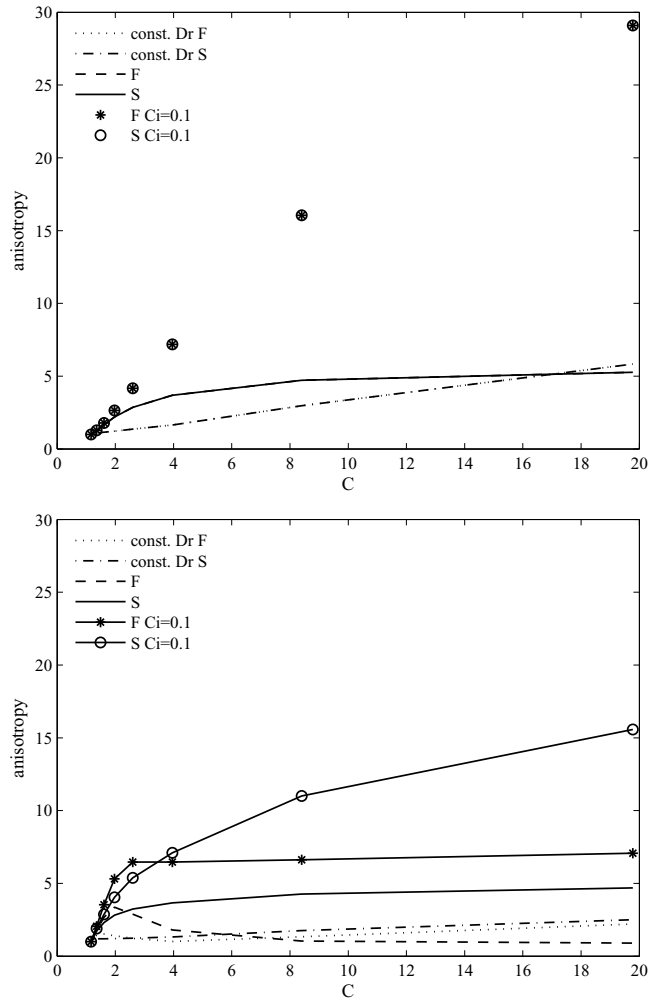 30
25
20
15
10
5
0
anisotropy
const. Dr F
const. Dr S
F
S
F Ci=0.1
S Ci=0.1
0 2 4 6 8 10 12 14 16 18 20
C
30
25
20
15
10
5
0
anisotropy
const. Dr F
const. Dr S
F
S
F Ci=0.1
S Ci=0.1
0 2 4 6 8 10 12 14 16 18 20
C